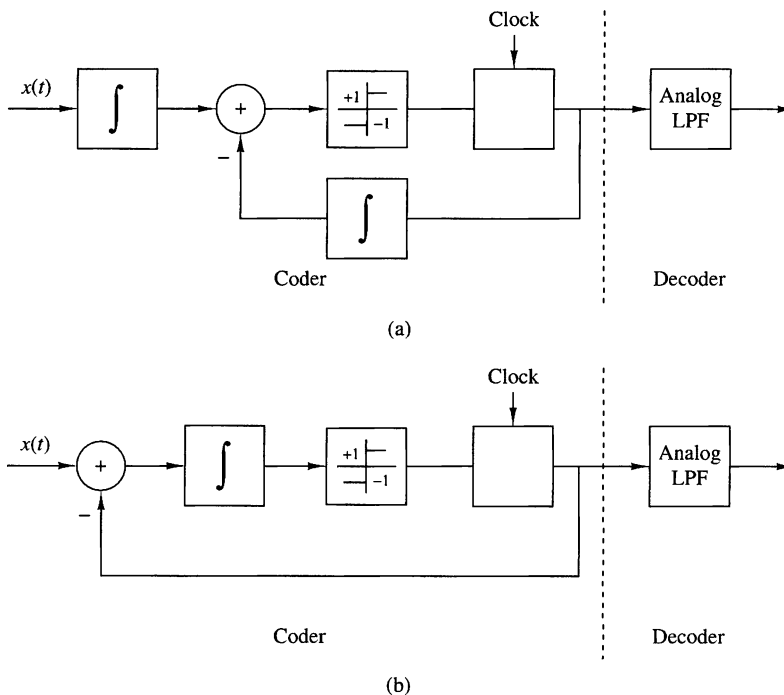 Clock
x(t)
∫
+
+1
−1
Analog
LPF
−
∫
Coder
Decoder
(a)
Clock
x(t)
+
∫
+1
−1
Analog
LPF
−
Coder
Decoder
(b)